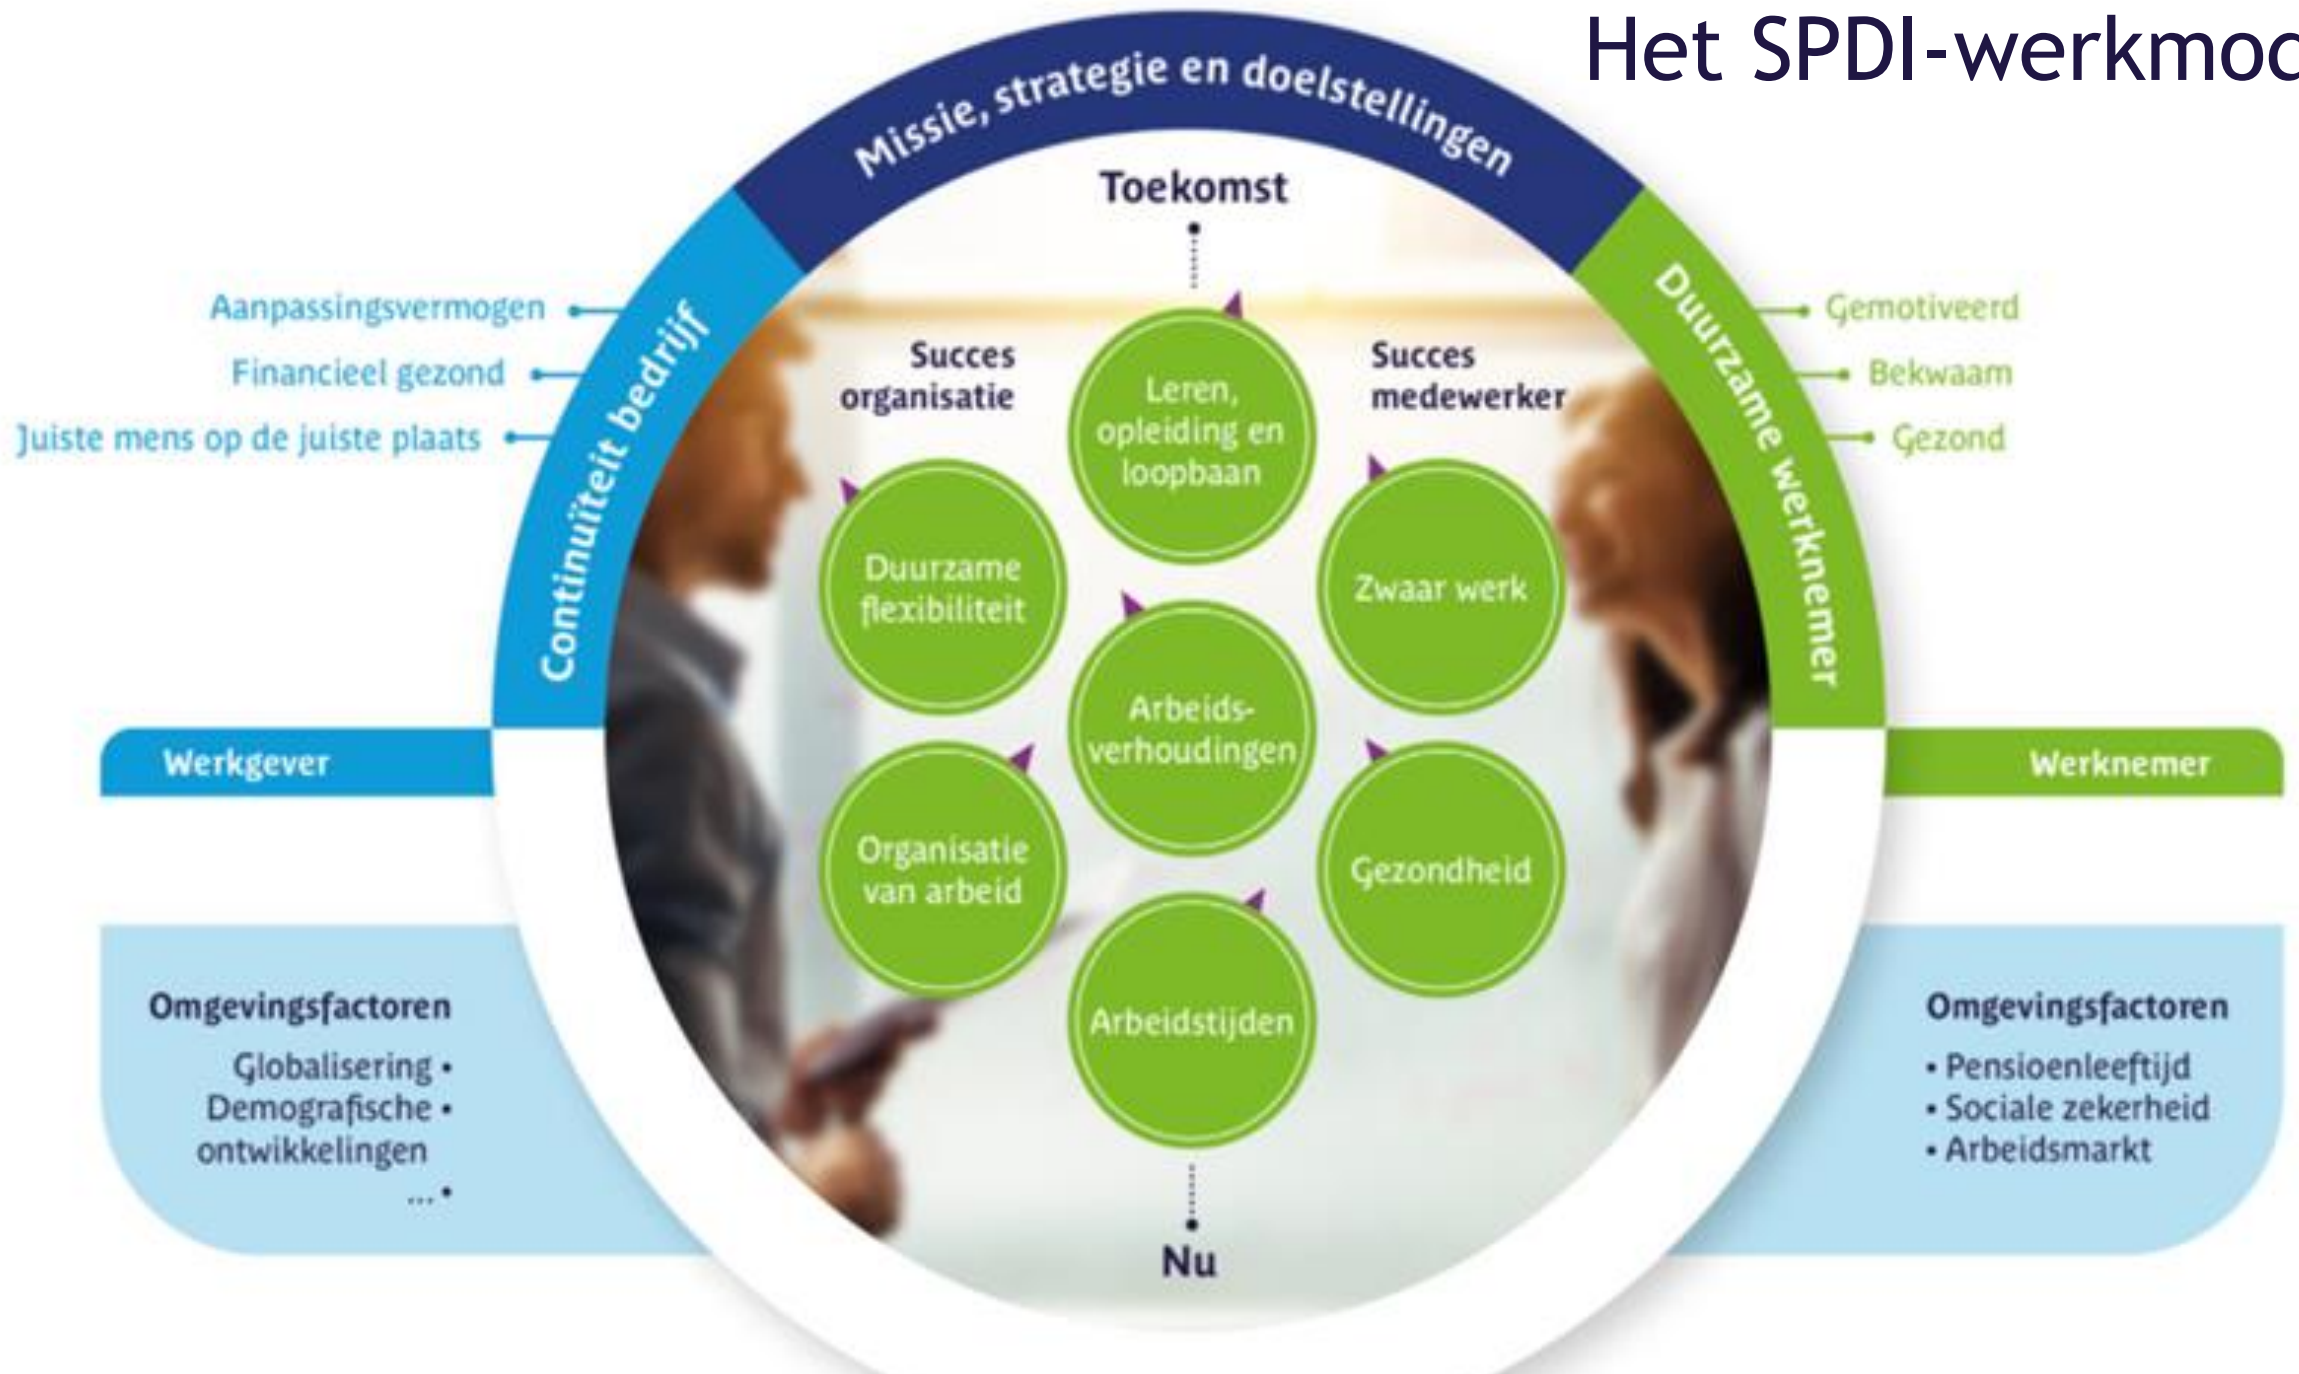 Het SPDI-werkmoc
Missie, strategie en doelstellingen
Toekomst
Continuïteit bedrijf
Aanpassingsvermogen
Financieel gezond
Juiste mens op de juiste plaats
Duurzame werknemer
Gemotiveerd
Bekwaam
Gezond
Succes
organisatie
Succes
medewerker
Leren,
opleiding en
loopbaan
Duurzame
flexibiliteit
Zwaar werk
Arbeids-
verhoudingen
Organisatie
van arbeid
Gezondheid
Arbeidstijden
Nu
Werkgever
Werknemer
Omgevingsfactoren
Globalisering •
Demografische •
ontwikkelingen
... •
Omgevingsfactoren
• Pensioenleeftijd
• Sociale zekerheid
• Arbeidsmarkt